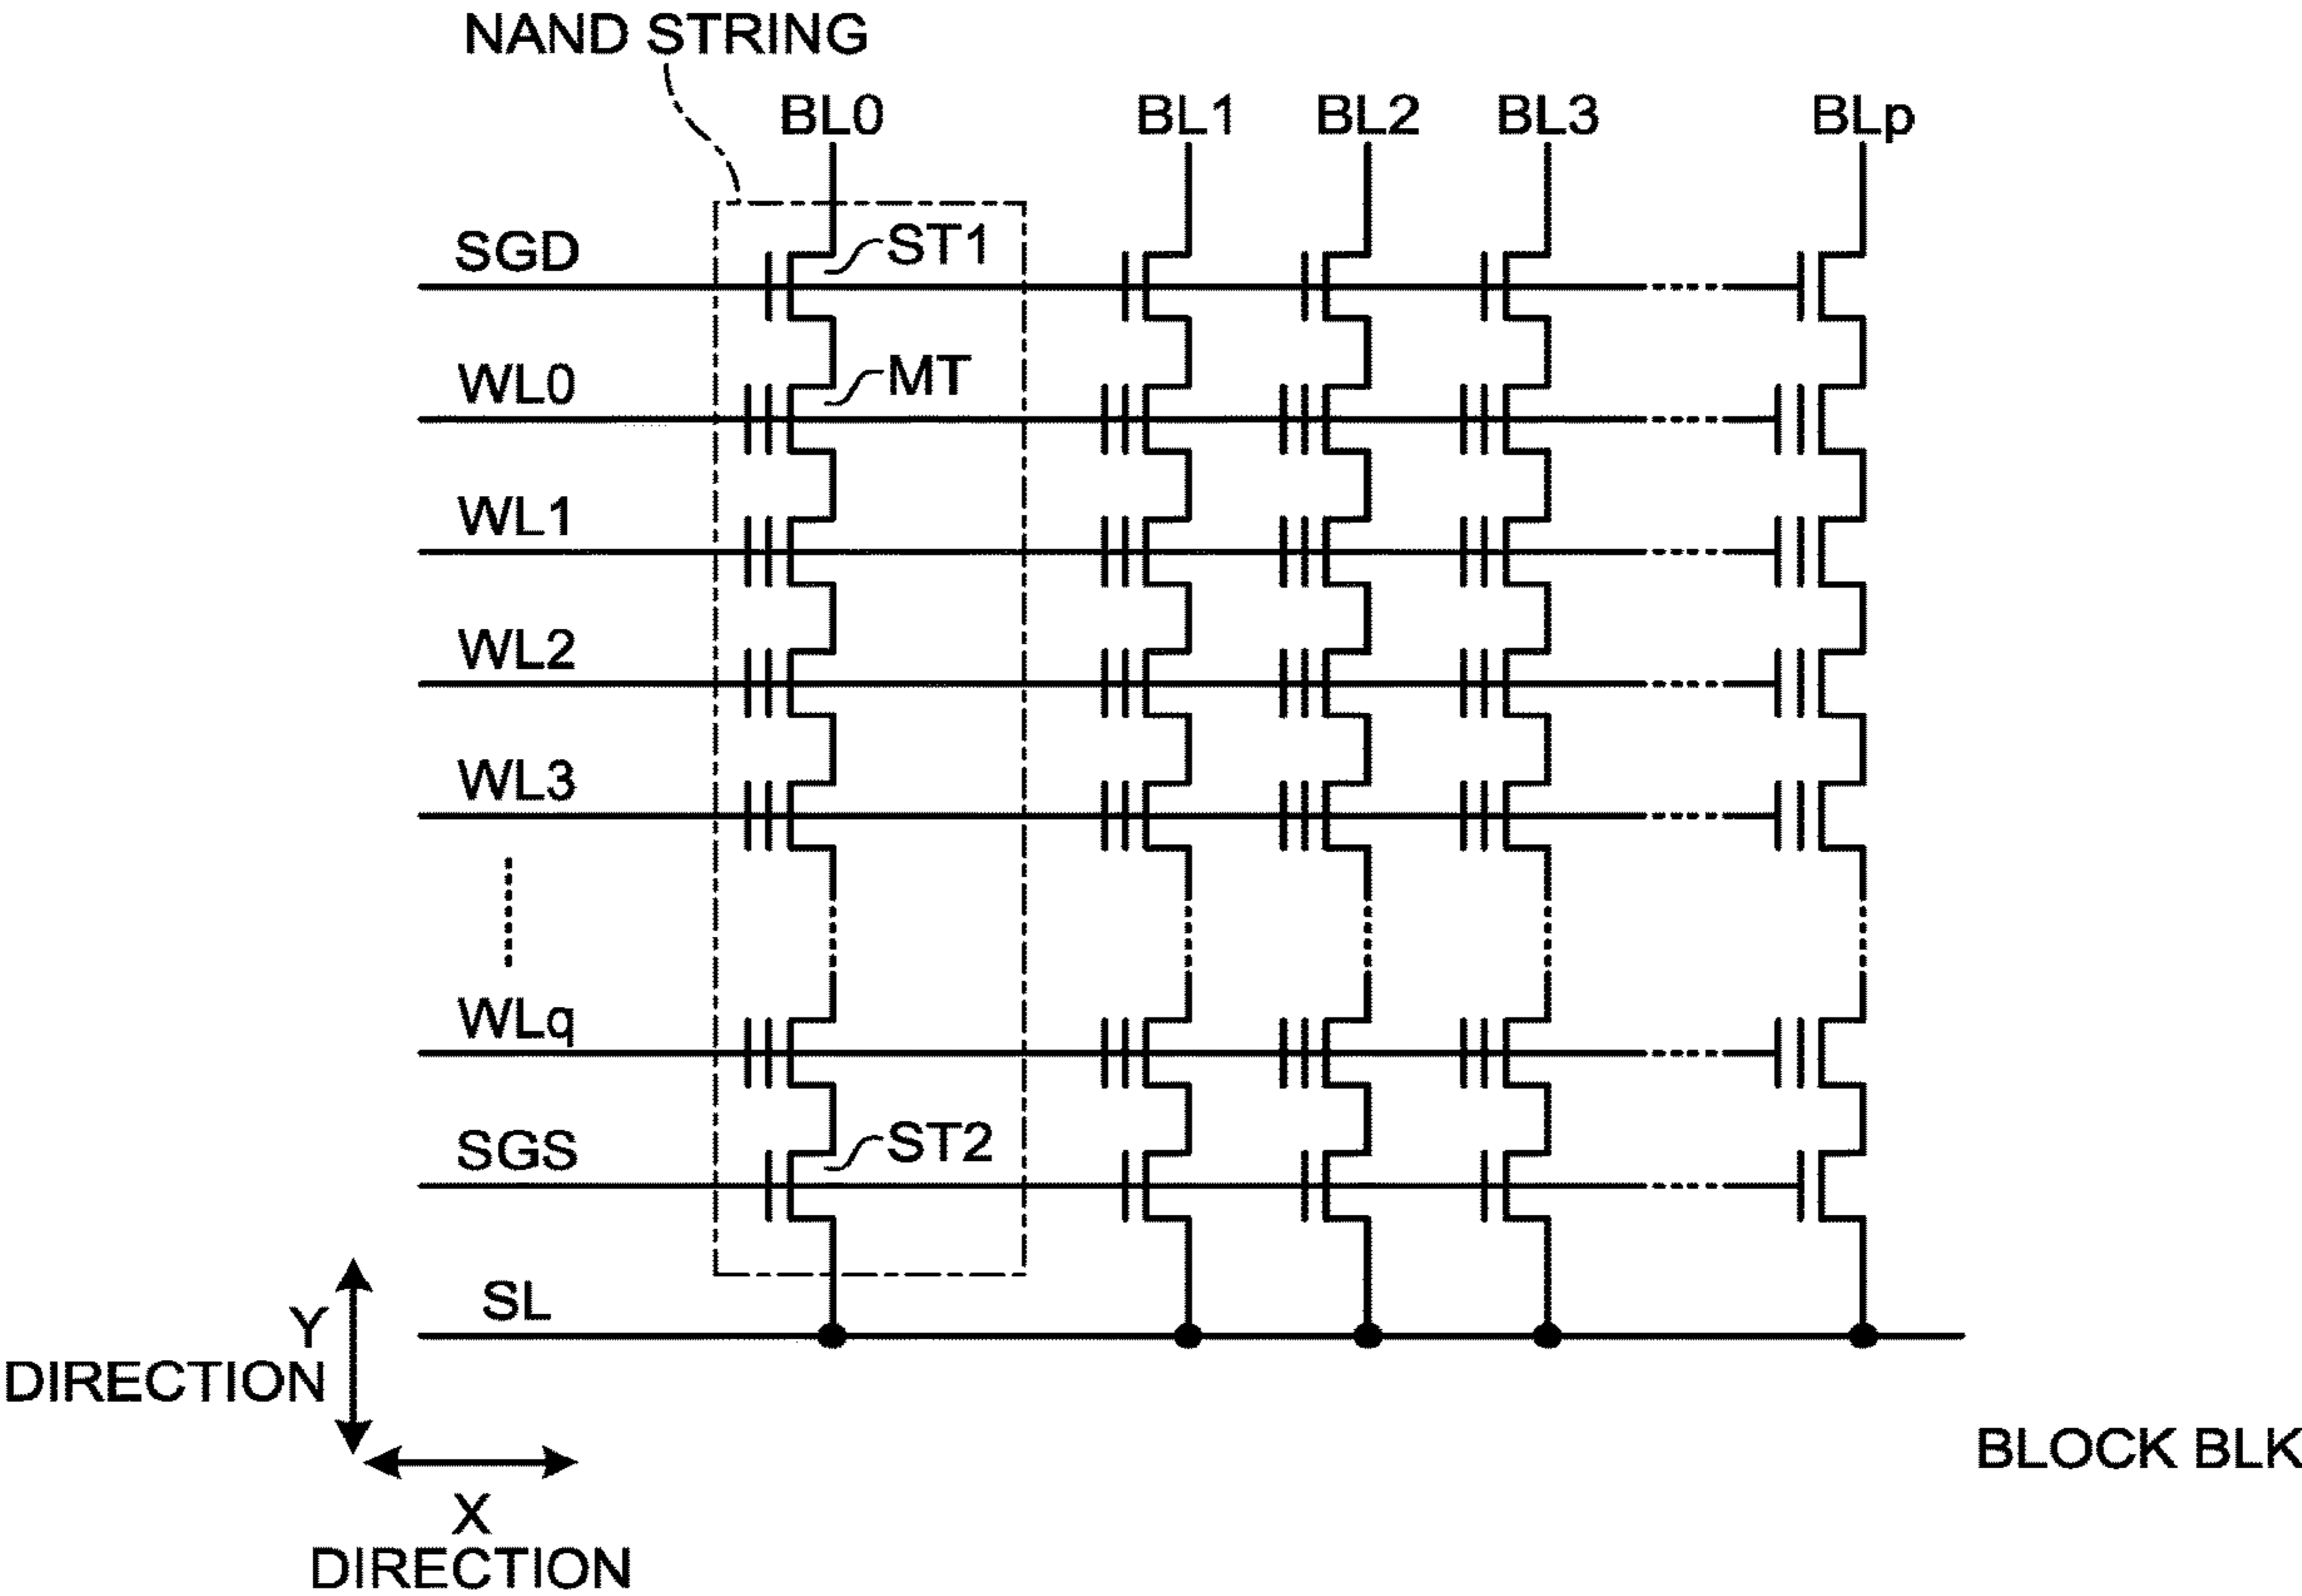 NAND STRING
BL0 BL1 BL2 BL3 BLp
SGD ST1
WL0 MT
WL1
WL2
WL3
WLq
SGS ST2
SL
Y
DIRECTION
X
DIRECTION
BLOCK BLK